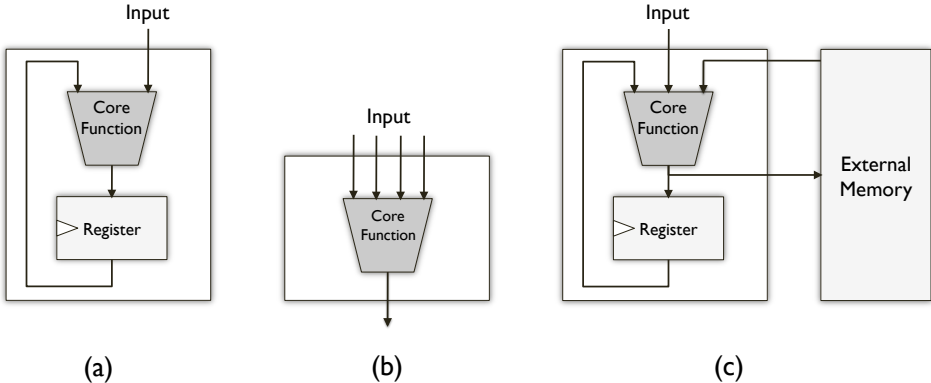 Input
Core
Function
Register
(a)
Input
Core
Function
(b)
Input
Core
Function
Register
External
Memory
(c)